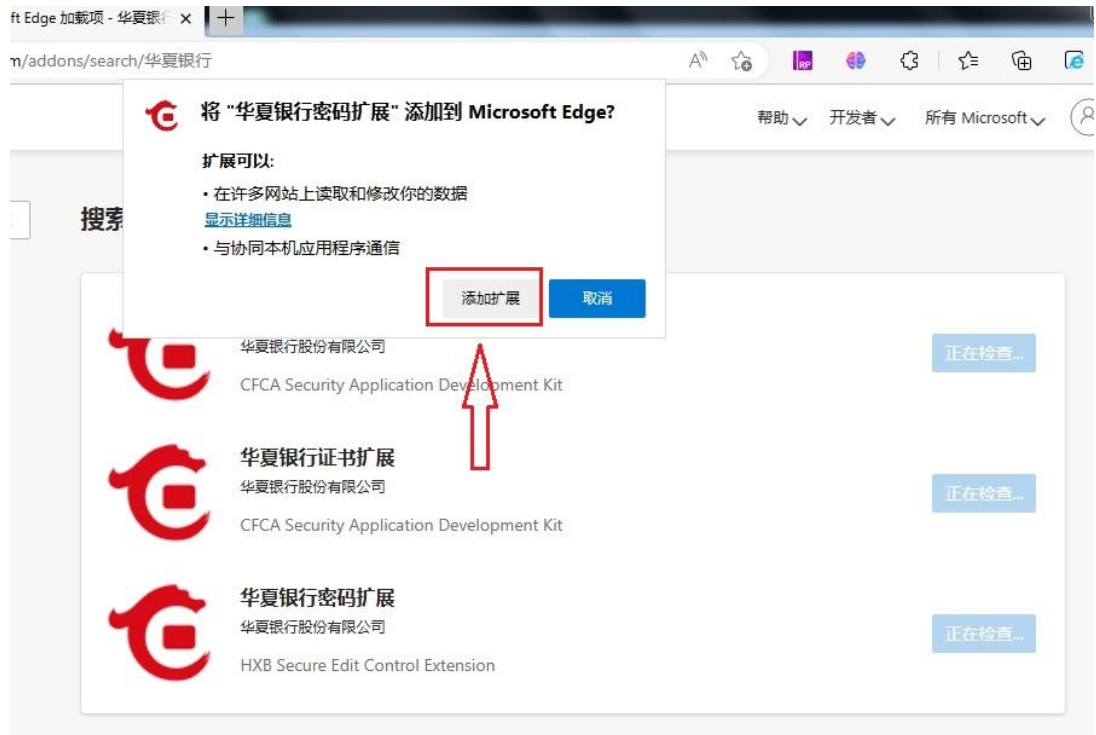 ft Edge 加载项 - 华夏银行
m/addons/search/华夏银行
将 "华夏银行密码扩展" 添加到 Microsoft Edge?
帮助 开发者 所有 Microsoft
扩展可以:
• 在许多网站上读取和修改你的数据
显示详细信息
• 与协同本机应用程序通信
搜索
添加扩展 取消
华夏银行股份有限公司
正在检查...
CFCA Security Application Development Kit
华夏银行证书扩展
华夏银行股份有限公司
正在检查...
CFCA Security Application Development Kit
华夏银行密码扩展
华夏银行股份有限公司
正在检查...
HXB Secure Edit Control Extension